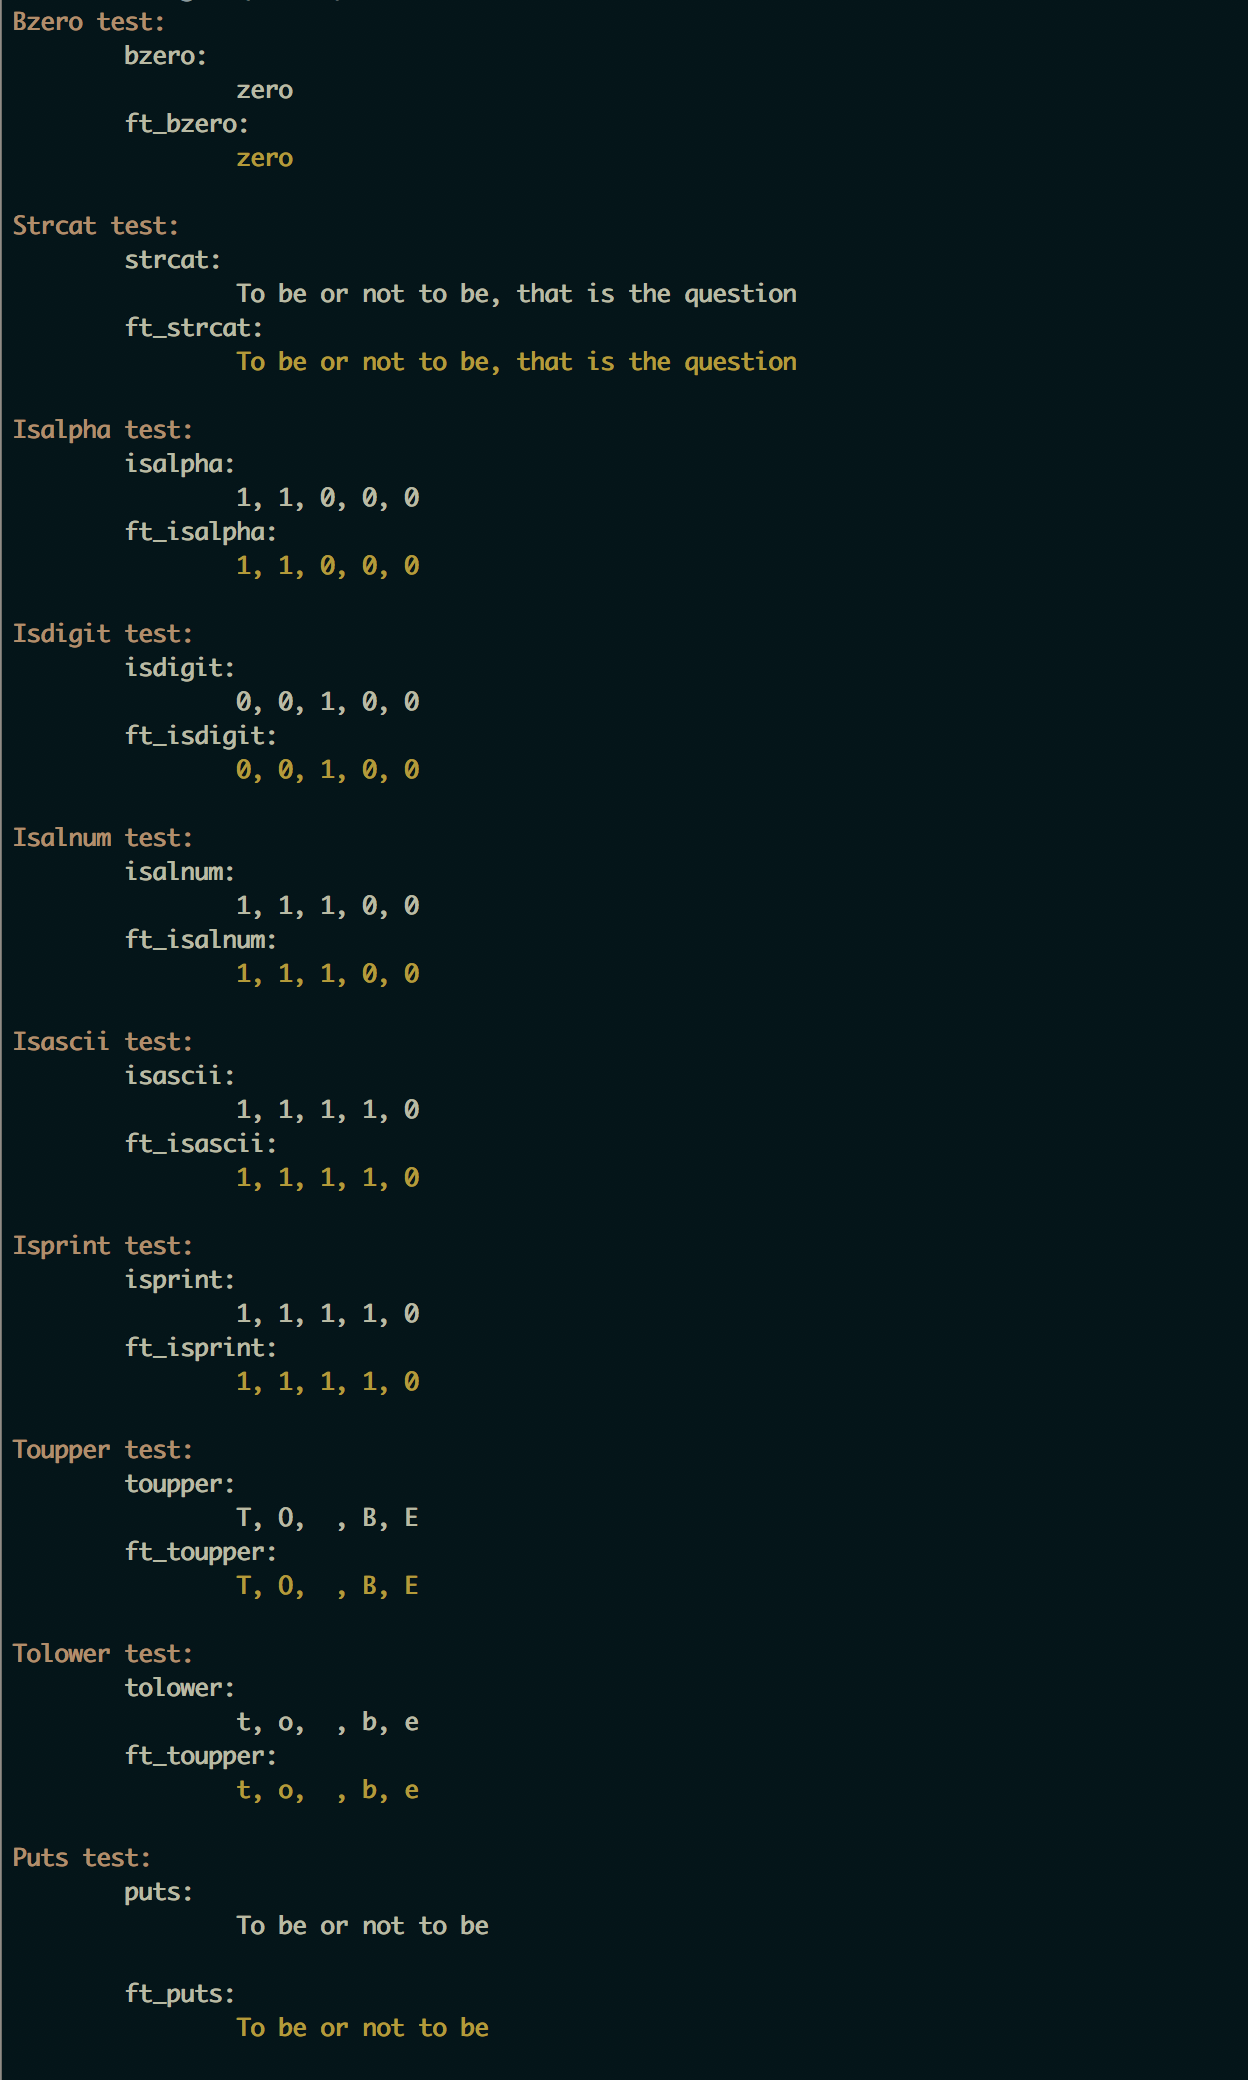 Bzero test:
bzero:
zero
ft_bzero:
zero
Strcat test:
strcat:
To be or not to be, that is the question
ft_strcat:
To be or not to be, that is the question
Isalpha test:
isalpha:
1, 1, 0, 0, 0
ft_isalpha:
1, 1, 0, 0, 0
Isdigit test:
isdigit:
0, 0, 1, 0, 0
ft_isdigit:
0, 0, 1, 0, 0
Isalnum test:
isalnum:
1, 1, 1, 0, 0
ft_isalnum:
1, 1, 1, 0, 0
Isascii test:
isascii:
1, 1, 1, 1, 0
ft_isascii:
1, 1, 1, 1, 0
Isprint test:
isprint:
1, 1, 1, 1, 0
ft_isprint:
1, 1, 1, 1, 0
Toupper test:
toupper:
T, O,  , B, E
ft_toupper:
T, O,  , B, E
Tolower test:
tolower:
t, o,  , b, e
ft_toupper:
t, o,  , b, e
Puts test:
puts:
To be or not to be
ft_puts:
To be or not to be